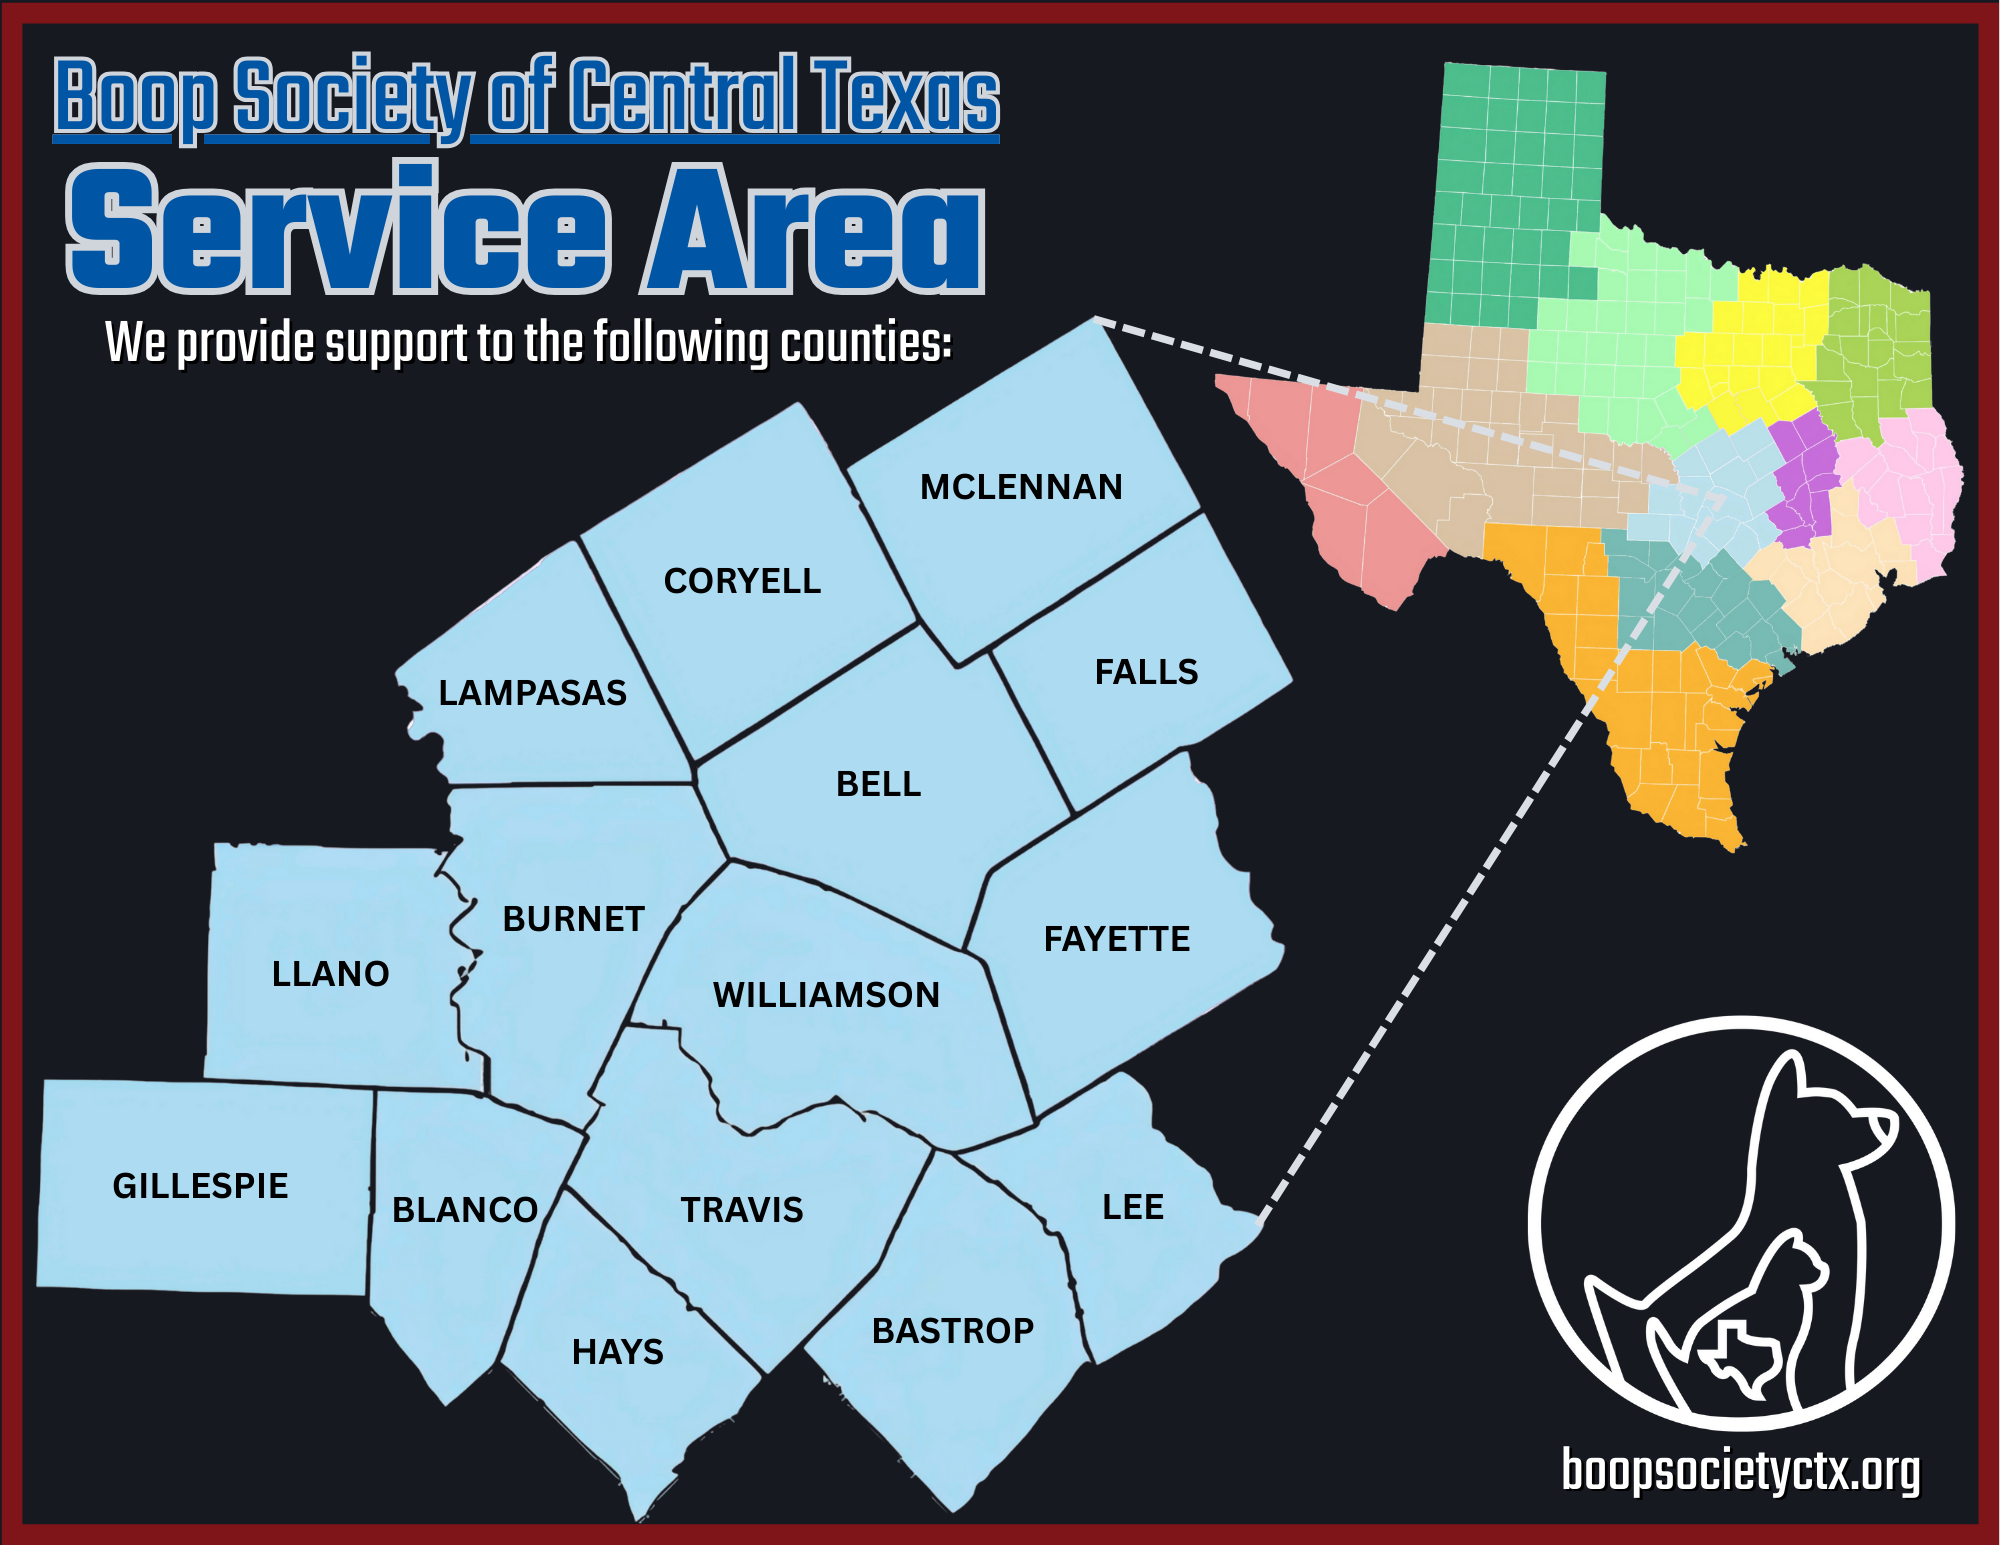 Boop Society of Central Texas
Service Area
We provide support to the following counties:
MCLENNAN
CORYELL
FALLS
LAMPASAS
BELL
BURNET
FAYETTE
LLANO
WILLIAMSON
GILLESPIE
BLANCO
TRAVIS
LEE
BASTROP
HAYS
boopsocietyctx.org